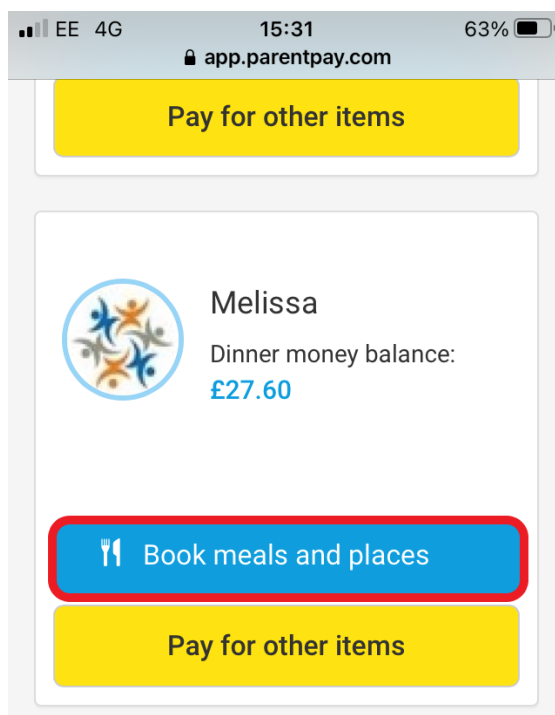 EE 4G 15:31 63%
app.parentpay.com
Pay for other items
Melissa
Dinner money balance:
£27.60
Book meals and places
Pay for other items